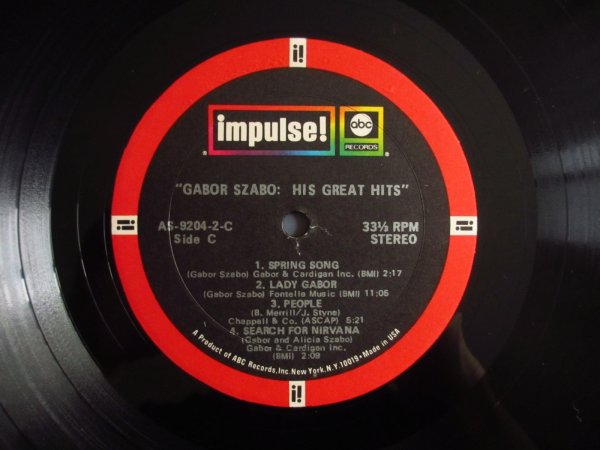 i!
impulse!
abc
RECORDS
"GABOR SZABO: HIS GREAT HITS"
AS-9204-2-C
33⅓ RPM
Side C
STEREO
i!
i!
1. SPRING SONG
(Gabor Szabo) Gabor & Cardigan Inc. (BMI) 2:17
2. LADY GABOR
(Gabor Szabo) Fontelle Music (BMI) 11:05
3. PEOPLE
(B. Merrill/J. Styne)
Chappell & Co. (ASCAP) 5:21
4. SEARCH FOR NIRVANA
(Gabor and Alicia Szabo)
Gabor & Cardigan Inc.
(BMI) 2:09
A Product of ABC Records, Inc. New York, N.Y. 10019 • Made in USA
i!